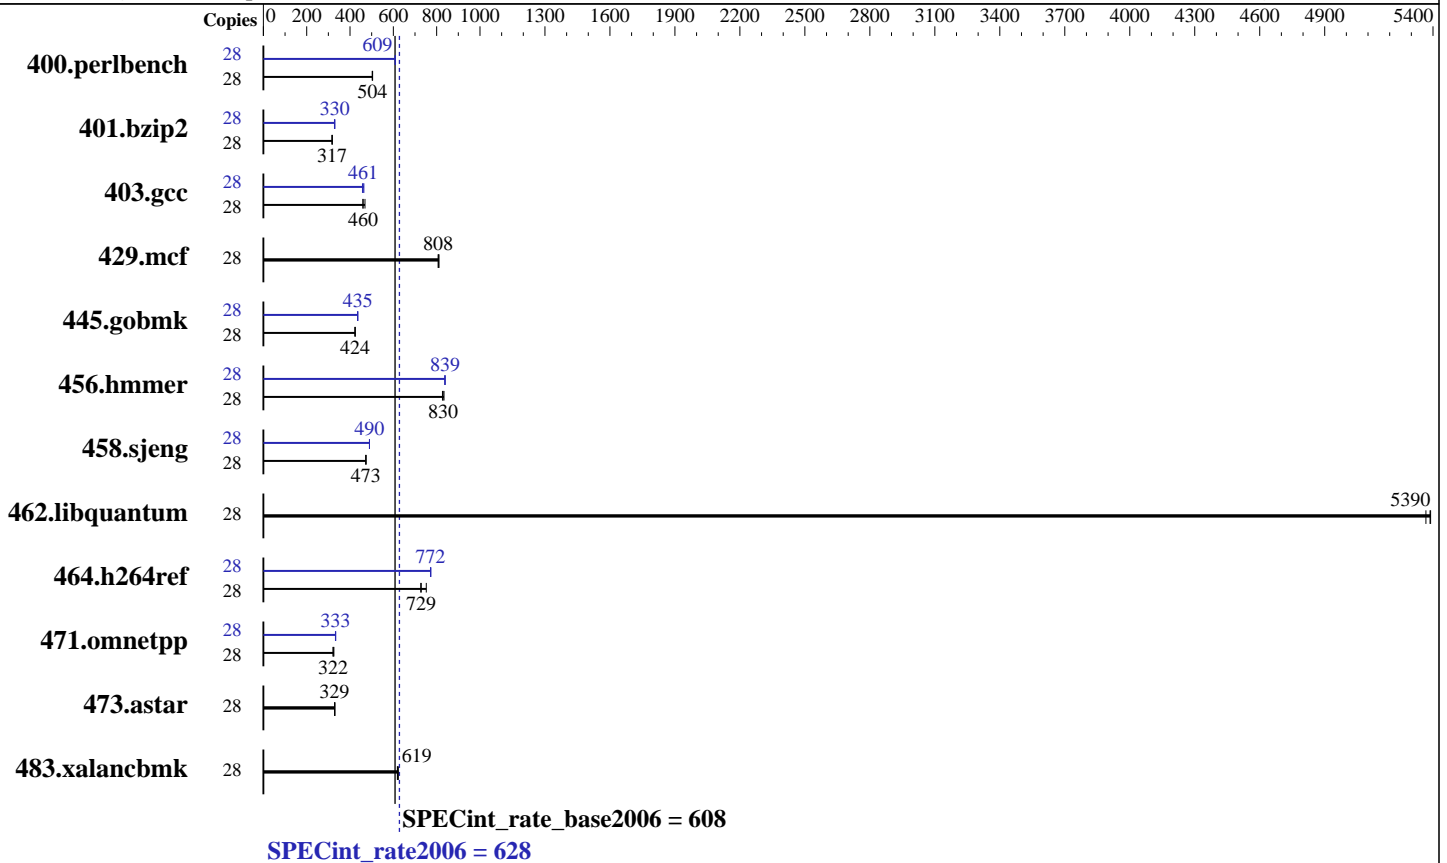 Copies 0 200 400 600 800 1000 1300 1600 1900 2200 2500 2800 3100 3400 3700 4000 4300 4600 4900 5400
609
400.perlbench 28
28
504
330
401.bzip2 28
28
317
461
403.gcc 28
28
460
808
429.mcf 28
435
445.gobmk 28
28
424
839
456.hmmer 28
28
830
490
458.sjeng 28
28
473
5390
462.libquantum 28
772
464.h264ref 28
28
729
333
471.omnetpp 28
28
322
329
473.astar 28
619
483.xalancbmk 28
SPECint_rate_base2006 = 608
SPECint_rate2006 = 628